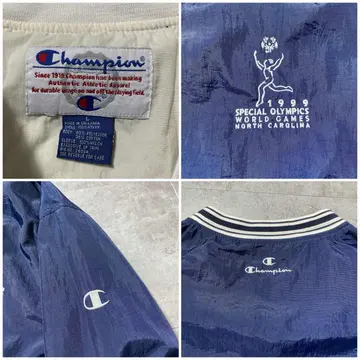 Champion
Since 1919 Champion has been making
Authentic Athletic Apparel
for durable usage on and off the playing field.
L
1999
SPECIAL OLYMPICS
WORLD GAMES
NORTH CAROLINA
Champion